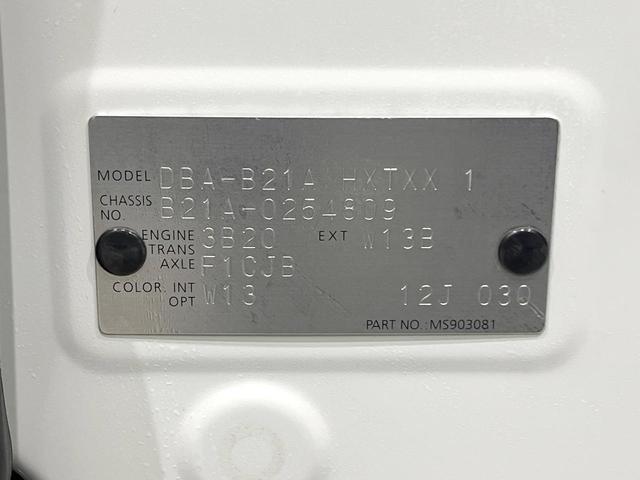 MODEL DBA-B21A HXTXX 1
CHASSIS NO. B21A-0254809
ENGINE 3B20 EXT W13B
TRANS AXLE F1CJB
COLOR. INT OPT W13 12J 030
PART NO.:MS903081